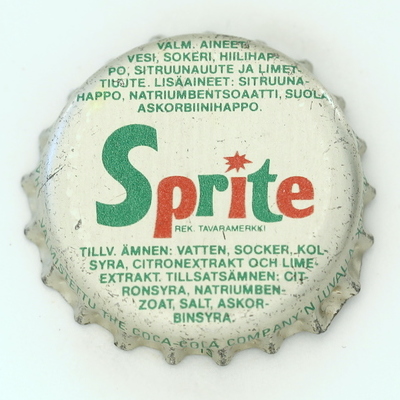 VALM. AINEET:
VESI, SOKERI, HIILIHAP-
PO, SITRUUNAUUTE JA LIMET-
TIUUTE. LISÄAINEET: SITRUUNA-
HAPPO, NATRIUMBENTSOAATTI, SUOLA
ASKORBIINIHAPPO.
Sprite
REK. TAVARAMERKKI
TILLV. ÄMNEN: VATTEN, SOCKER, KOL-
SYRA, CITRONEXTRAKT OCH LIME-
EXTRAKT. TILLSATSÄMNEN: CIT-
RONSYRA, NATRIUMBEN-
ZOAT, SALT, ASKOR-
BINSYRA.
THE COCA-COLA COMPANY'N LUVALLA